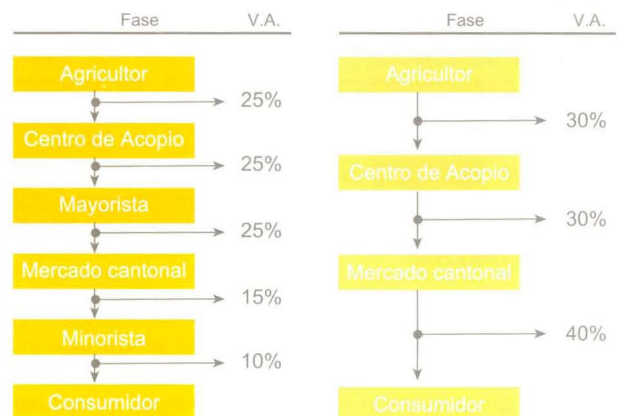 Fase V.A.
Agricultor
25%
Centro de Acopio
25%
Mayorista
25%
Mercado cantonal
15%
Minorista
10%
Consumidor
Fase V.A.
Agricultor
30%
Centro de Acopio
30%
Mercado cantonal
40%
Consumidor